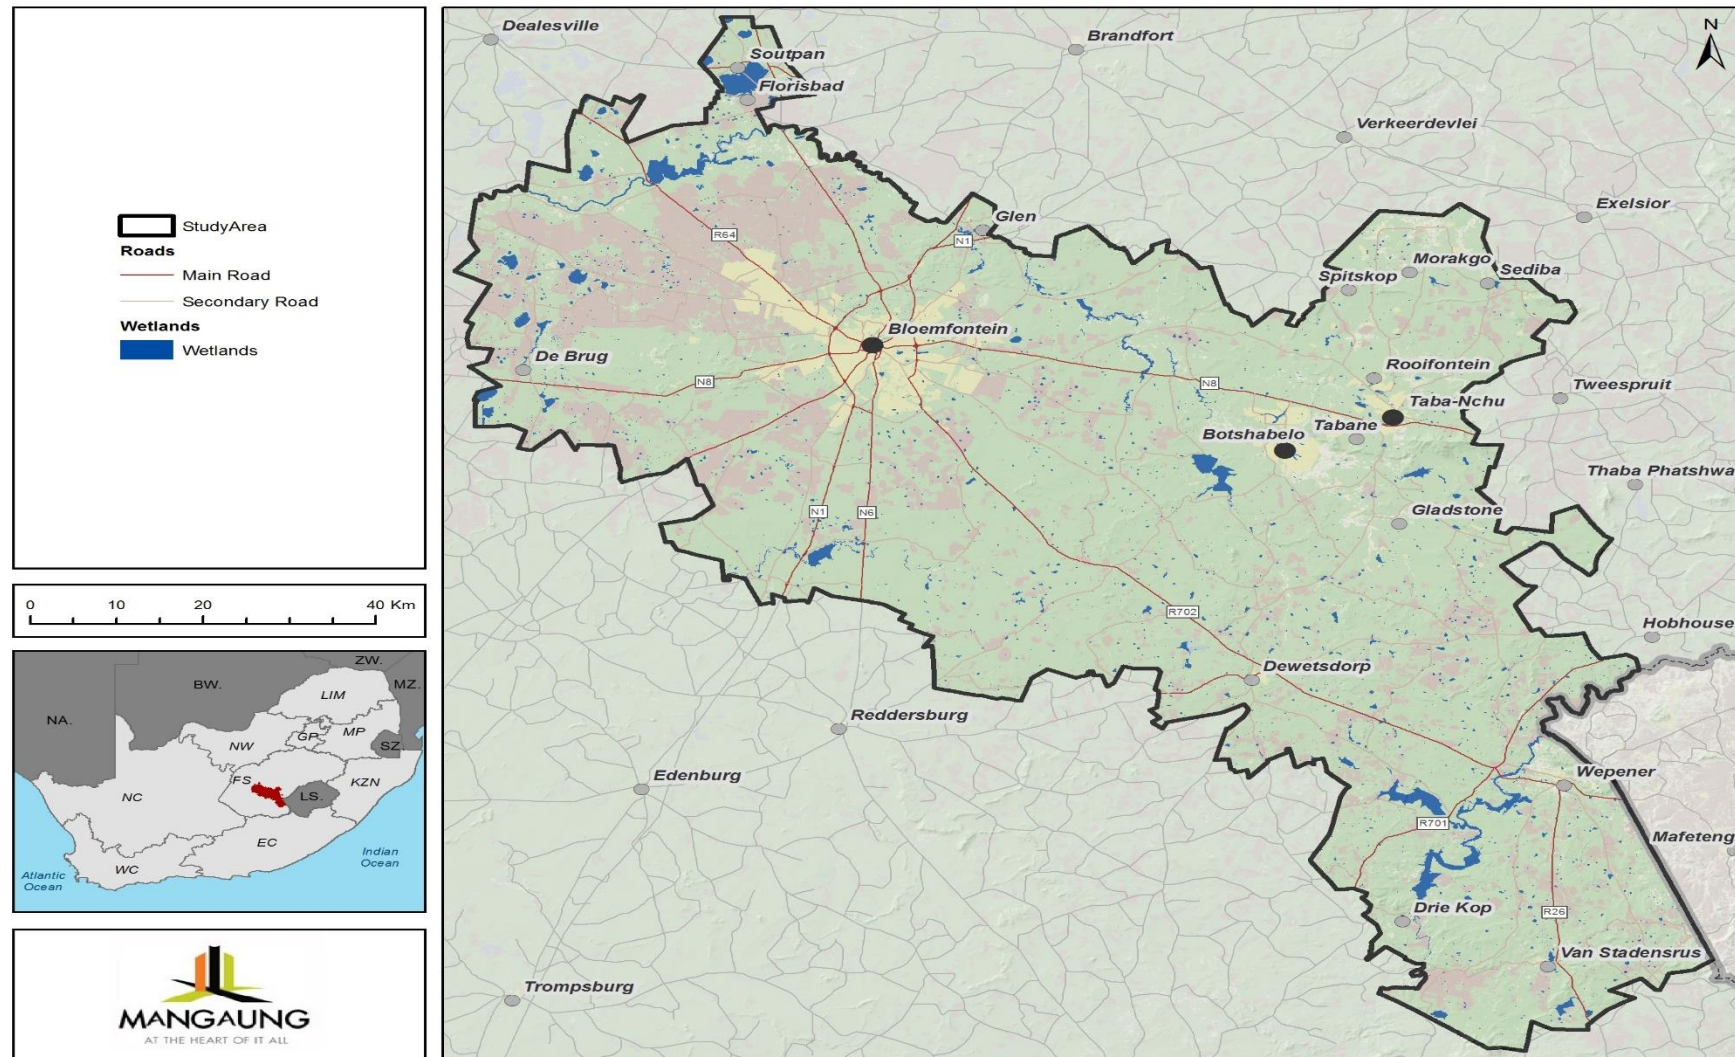 StudyArea
Roads
Main Road
Secondary Road
Wetlands
Wetlands
0 10 20 40 Km
ZW.
BW.
MZ.
LIM
NA.
GP
MP
NW
SZ.
FS
KZN
NC
LS.
EC
Indian
Ocean
WC
Atlantic
Ocean
MANGAUNG
AT THE HEART OF IT ALL
N
Dealesville
Brandfort
Soutpan
Florisbad
Verkeerdevlei
Exelsior
Glen
R64
N1
Morakgo
Sediba
Spitskop
Bloemfontein
De Brug
Rooifontein
N8
N8
Tweespruit
Taba-Nchu
Tabane
Botshabelo
Thaba Phatshwa
N1
N6
Gladstone
R702
Hobhouse
Dewetsdorp
Reddersburg
Edenburg
Wepener
R701
Mafeteng
Drie Kop
R26
Van Stadensrus
Trompsburg